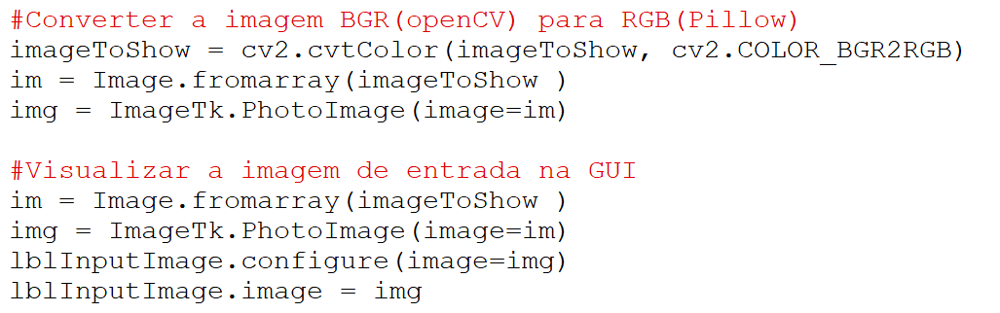 #Converter a imagem BGR(openCV) para RGB(Pillow)
imageToShow = cv2.cvtColor(imageToShow, cv2.COLOR_BGR2RGB)
im = Image.fromarray(imageToShow )
img = ImageTk.PhotoImage(image=im)
#Visualizar a imagem de entrada na GUI
im = Image.fromarray(imageToShow )
img = ImageTk.PhotoImage(image=im)
lblInputImage.configure(image=img)
lblInputImage.image = img